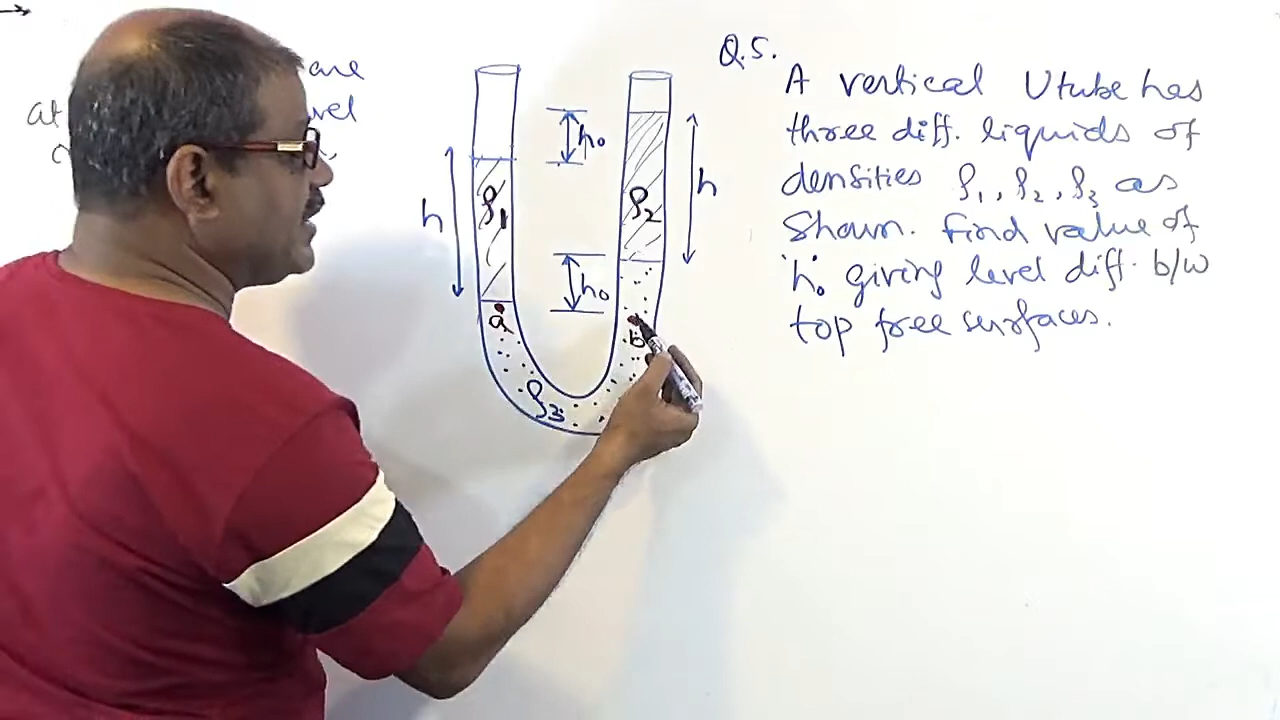 are
at vel
Q.5.
A vertical Utube has
three diff. liquids of
densities ρ₁, ρ₂, ρ₃ as
Shown. Find value of
'h₀' giving level diff. b/w
top free surfaces.
h₀
h
ρ₁
ρ₂
h
h₀
a
b
ρ₃